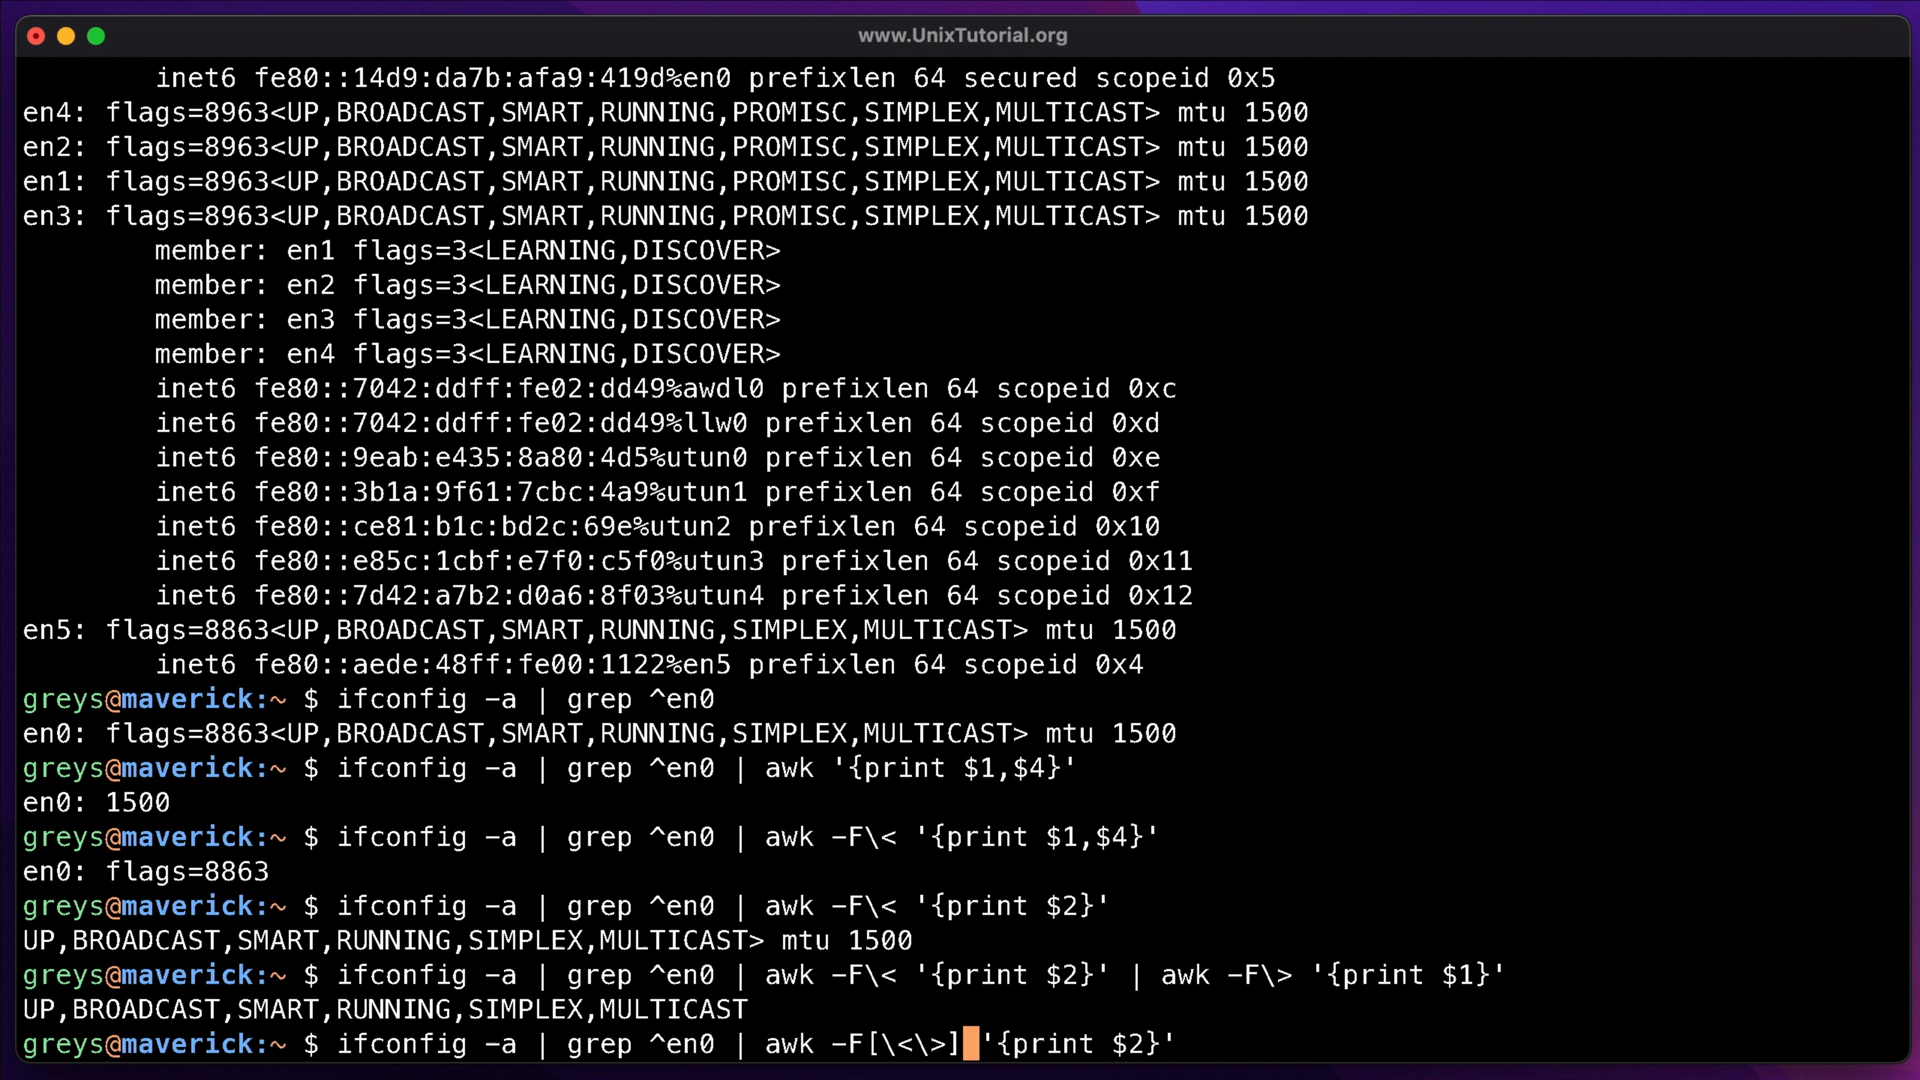 www.UnixTutorial.org
inet6 fe80::14d9:da7b:afa9:419d%en0 prefixlen 64 secured scopeid 0x5
en4: flags=8963<UP,BROADCAST,SMART,RUNNING,PROMISC,SIMPLEX,MULTICAST> mtu 1500
en2: flags=8963<UP,BROADCAST,SMART,RUNNING,PROMISC,SIMPLEX,MULTICAST> mtu 1500
en1: flags=8963<UP,BROADCAST,SMART,RUNNING,PROMISC,SIMPLEX,MULTICAST> mtu 1500
en3: flags=8963<UP,BROADCAST,SMART,RUNNING,PROMISC,SIMPLEX,MULTICAST> mtu 1500
member: en1 flags=3<LEARNING,DISCOVER>
member: en2 flags=3<LEARNING,DISCOVER>
member: en3 flags=3<LEARNING,DISCOVER>
member: en4 flags=3<LEARNING,DISCOVER>
inet6 fe80::7042:ddff:fe02:dd49%awdl0 prefixlen 64 scopeid 0xc
inet6 fe80::7042:ddff:fe02:dd49%llw0 prefixlen 64 scopeid 0xd
inet6 fe80::9eab:e435:8a80:4d5%utun0 prefixlen 64 scopeid 0xe
inet6 fe80::3b1a:9f61:7cbc:4a9%utun1 prefixlen 64 scopeid 0xf
inet6 fe80::ce81:b1c:bd2c:69e%utun2 prefixlen 64 scopeid 0x10
inet6 fe80::e85c:1cbf:e7f0:c5f0%utun3 prefixlen 64 scopeid 0x11
inet6 fe80::7d42:a7b2:d0a6:8f03%utun4 prefixlen 64 scopeid 0x12
en5: flags=8863<UP,BROADCAST,SMART,RUNNING,SIMPLEX,MULTICAST> mtu 1500
inet6 fe80::aede:48ff:fe00:1122%en5 prefixlen 64 scopeid 0x4
greys@maverick:~ $ ifconfig -a | grep ^en0
en0: flags=8863<UP,BROADCAST,SMART,RUNNING,SIMPLEX,MULTICAST> mtu 1500
greys@maverick:~ $ ifconfig -a | grep ^en0 | awk '{print $1,$4}'
en0: 1500
greys@maverick:~ $ ifconfig -a | grep ^en0 | awk -F\< '{print $1,$4}'
en0: flags=8863
greys@maverick:~ $ ifconfig -a | grep ^en0 | awk -F\< '{print $2}'
UP,BROADCAST,SMART,RUNNING,SIMPLEX,MULTICAST> mtu 1500
greys@maverick:~ $ ifconfig -a | grep ^en0 | awk -F\< '{print $2}' | awk -F\> '{print $1}'
UP,BROADCAST,SMART,RUNNING,SIMPLEX,MULTICAST
greys@maverick:~ $ ifconfig -a | grep ^en0 | awk -F[\<\>] '{print $2}'